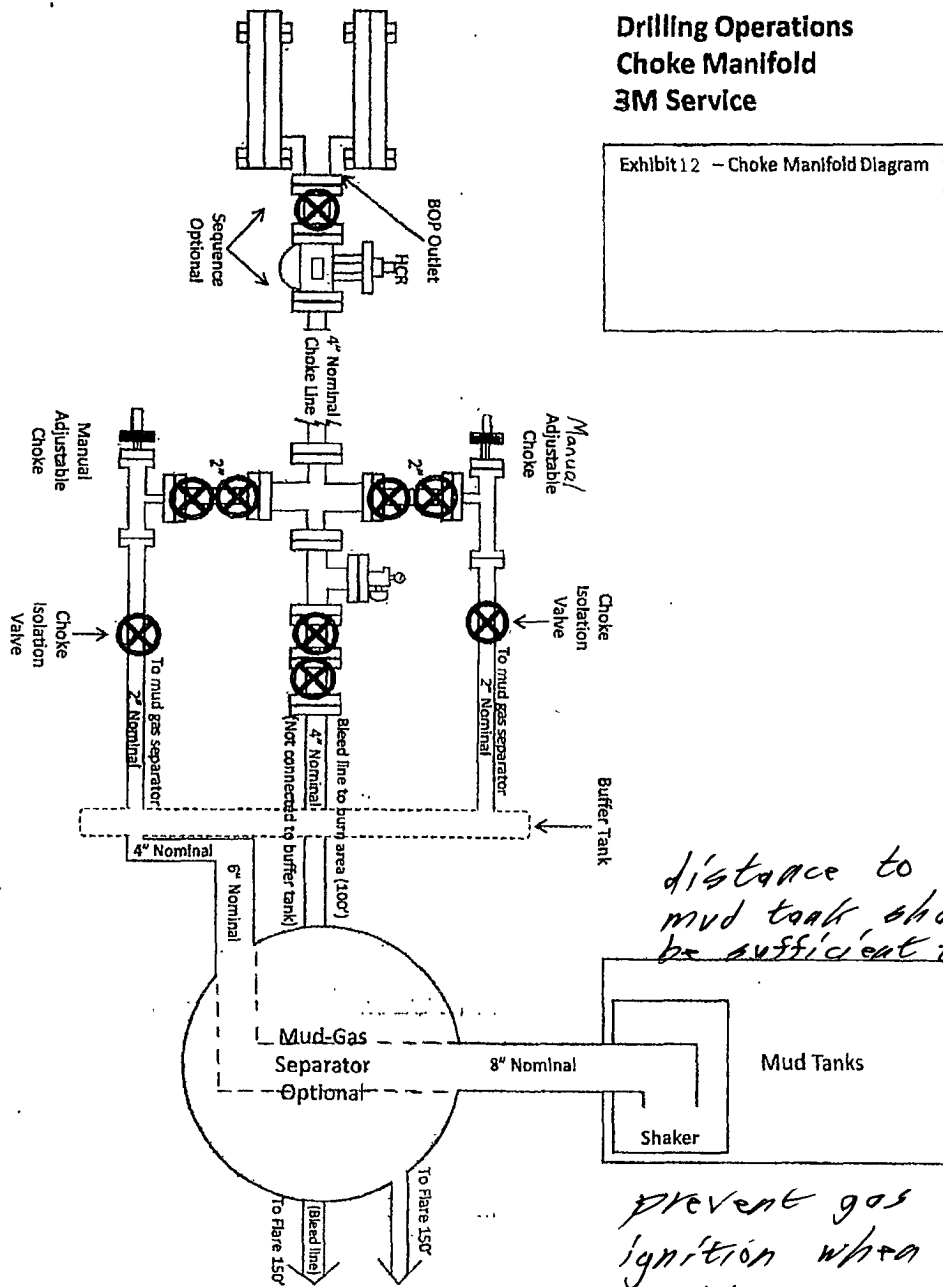 Drilling Operations
Choke Manifold
3M Service
Exhibit 12 – Choke Manifold Diagram
BOP Outlet
HCR
Sequence
Optional
4" Nominal
Choke Line
Manual
Adjustable
Choke
2"
2"
Manual
Adjustable
Choke
Choke
Isolation
Valve
Choke
Isolation
Valve
To mud gas separator
2" Nominal
Bleed line to burn area (100')
4" Nominal
(Not connected to buffer tank)
To mud gas separator
2" Nominal
Buffer Tank
4" Nominal
6" Nominal
distance to
mud tank
be sufficient
Mud-Gas
Separator
Optional
8" Nominal
Mud Tanks
Shaker
To Flare 150'
(Bleed line)
To Flare 150'
prevent gas
ignition when